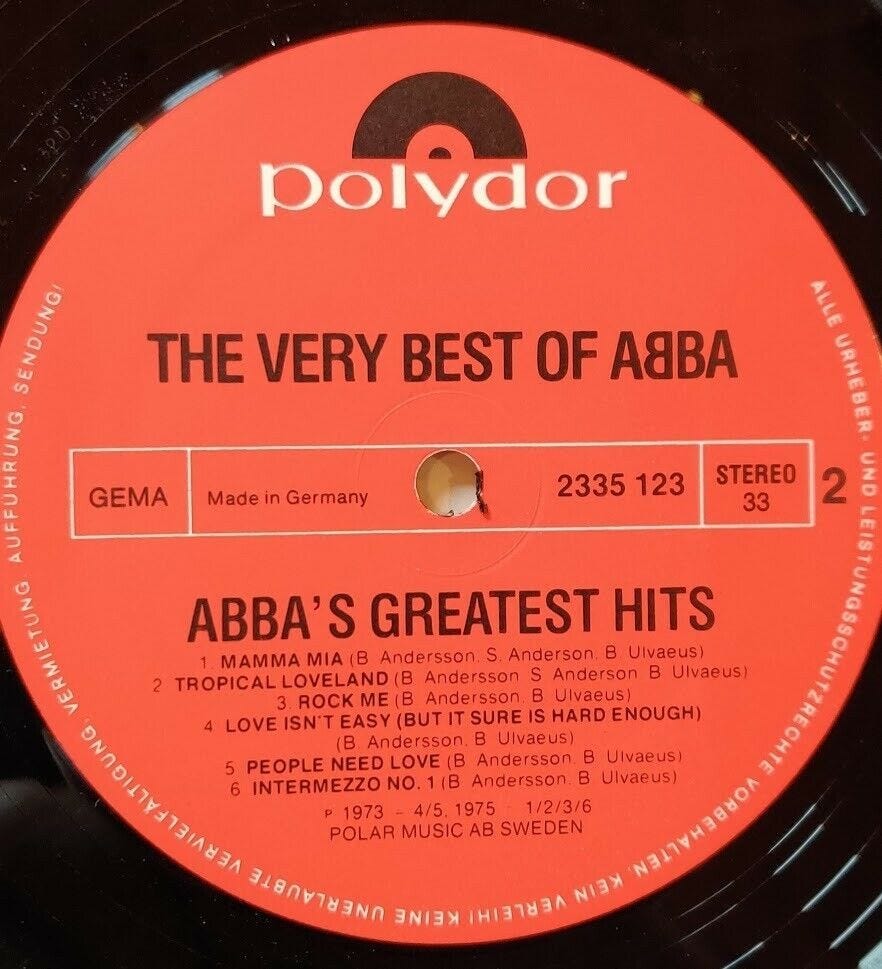 polydor
THE VERY BEST OF AᗺBA
GEMA
Made in Germany
2335 123
STEREO
33
2
ABBA'S GREATEST HITS
1. MAMMA MIA (B Andersson. S. Anderson. B Ulvaeus)
2 TROPICAL LOVELAND (B Andersson S Anderson B Ulvaeus)
3. ROCK ME (B Andersson. B Ulvaeus)
4 LOVE ISN'T EASY (BUT IT SURE IS HARD ENOUGH)
(B. Andersson. B Ulvaeus)
5 PEOPLE NEED LOVE (B Andersson. B Ulvaeus)
6 INTERMEZZO NO. 1 (B Andersson. B Ulvaeus)
℗ 1973 - 4/5, 1975 - 1/2/3/6
POLAR MUSIC AB SWEDEN
ALLE URHEBER- UND LEISTUNGSSCHUTZRECHTE VORBEHALTEN. KEIN VERLEIH! KEINE UNERLAUBTE VERVIELFÄLTIGUNG, VERMIETUNG AUFFÜHRUNG, SENDUNG!